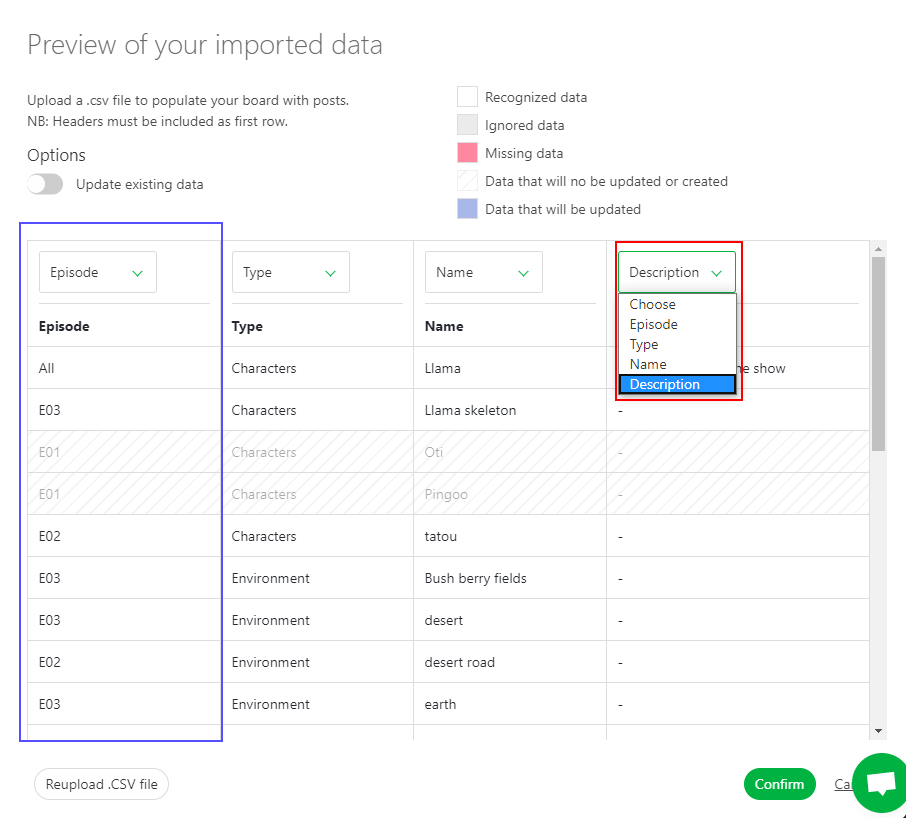 Preview of your imported data
Upload a .csv file to populate your board with posts.
NB: Headers must be included as first row.
Options
Update existing data
Recognized data
Ignored data
Missing data
Data that will no be updated or created
Data that will be updated
Episode Type Name Description
Choose
Episode
Type
Name
Description
Episode Type Name
All Characters Llama show
E03 Characters Llama skeleton -
E01 Characters Oti -
E01 Characters Pingoo -
E02 Characters tatou -
E03 Environment Bush berry fields -
E03 Environment desert -
E02 Environment desert road -
E03 Environment earth -
Reupload .CSV file
Confirm